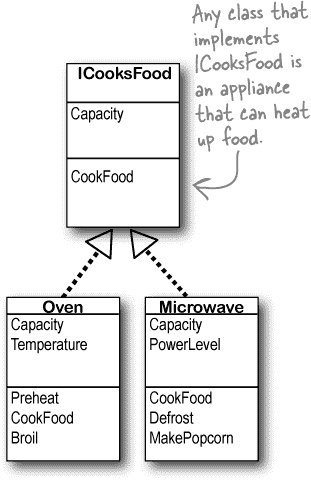 Any class that
implements
ICooksFood is
an appliance
that can heat
up food.
ICooksFood
Capacity
CookFood
Oven
Capacity
Temperature
Preheat
CookFood
Broil
Microwave
Capacity
PowerLevel
CookFood
Defrost
MakePopcorn